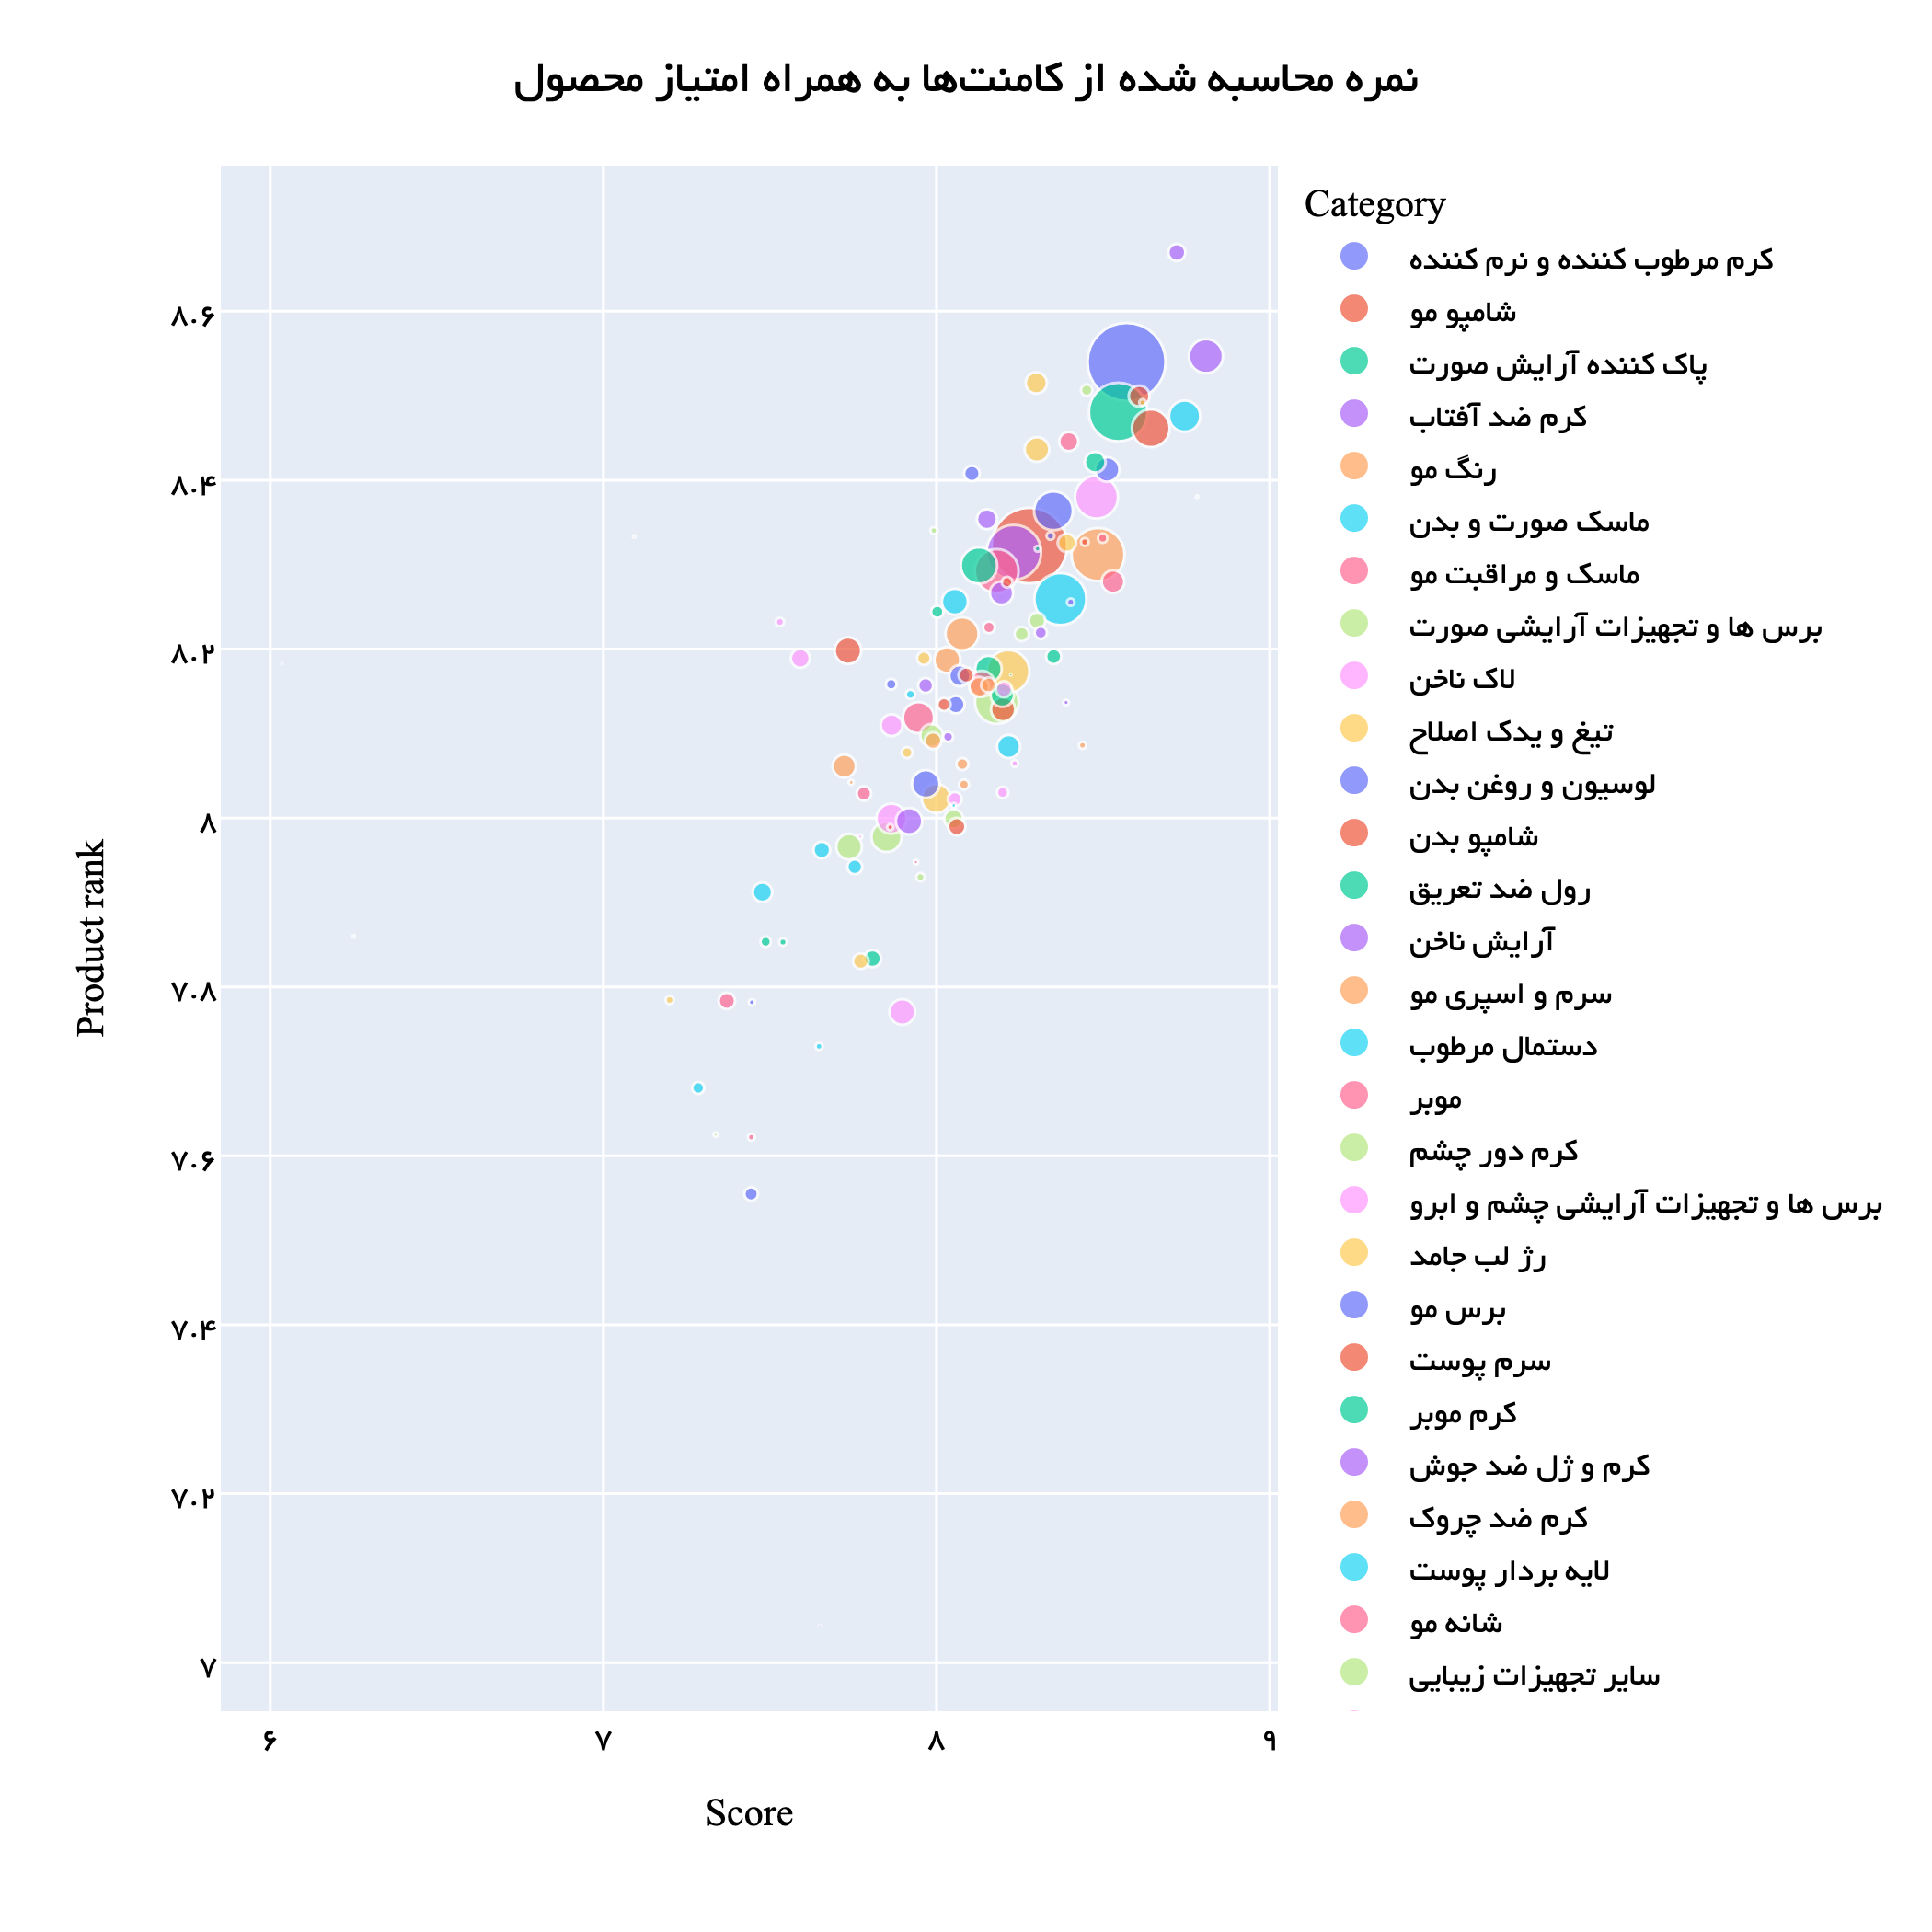 نمره محاسبه شده از کامنت‌ها به همراه امتیاز محصول
Category
کرم مرطوب کننده و نرم کننده
شامپو مو
پاک کننده آرایش صورت
کرم ضد آفتاب
رنگ مو
ماسک صورت و بدن
ماسک و مراقبت مو
برس ها و تجهیزات آرایشی صورت
لاک ناخن
تیغ و یدک اصلاح
لوسیون و روغن بدن
شامپو بدن
رول ضد تعریق
آرایش ناخن
سرم و اسپری مو
دستمال مرطوب
موبر
کرم دور چشم
برس ها و تجهیزات آرایشی چشم و ابرو
رژ لب جامد
برس مو
سرم پوست
کرم موبر
کرم و ژل ضد جوش
کرم ضد چروک
لایه بردار پوست
شانه مو
سایر تجهیزات زیبایی
۸.۶
۸.۴
۸.۲
۸
۷.۸
۷.۶
۷.۴
۷.۲
۷
Product rank
۶
۷
۸
۹
Score